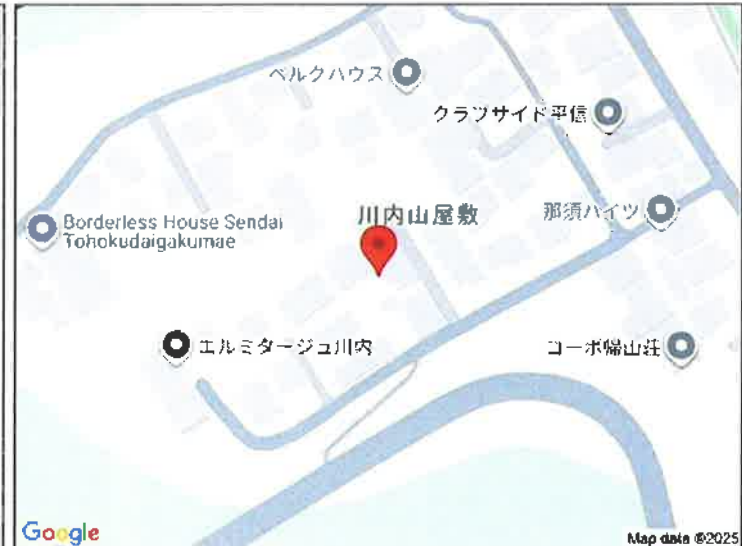 ベルクハウス
クラフサイド平信
Borderless House Sendai
Tohokudaigakumae
川内山屋敷
那須ハイツ
エルミタージュ川内
コーポ帰山荘
Google
Map data ©2025